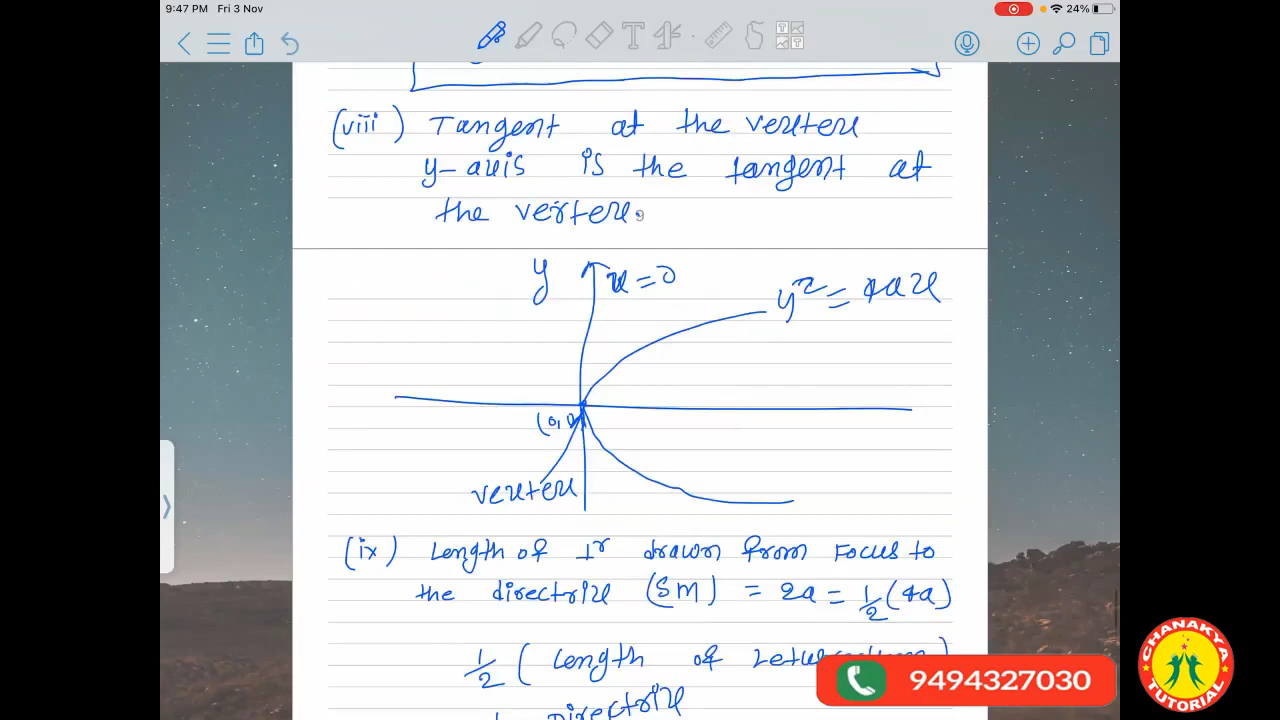 9:47 PM Fri 3 Nov
24%
(viii) Tangent at the vertex
y-axis is the tangent at
the vertex.
y x=0
y² = 4ax
(0,0)
vertex
(ix) Length of ⊥r drawn from Focus to
the directrix (SM) = 2a = 1/2 (4a)
1/2 ( Length of
Directrix
9494327030
CHANAKYA
TUTORIAL